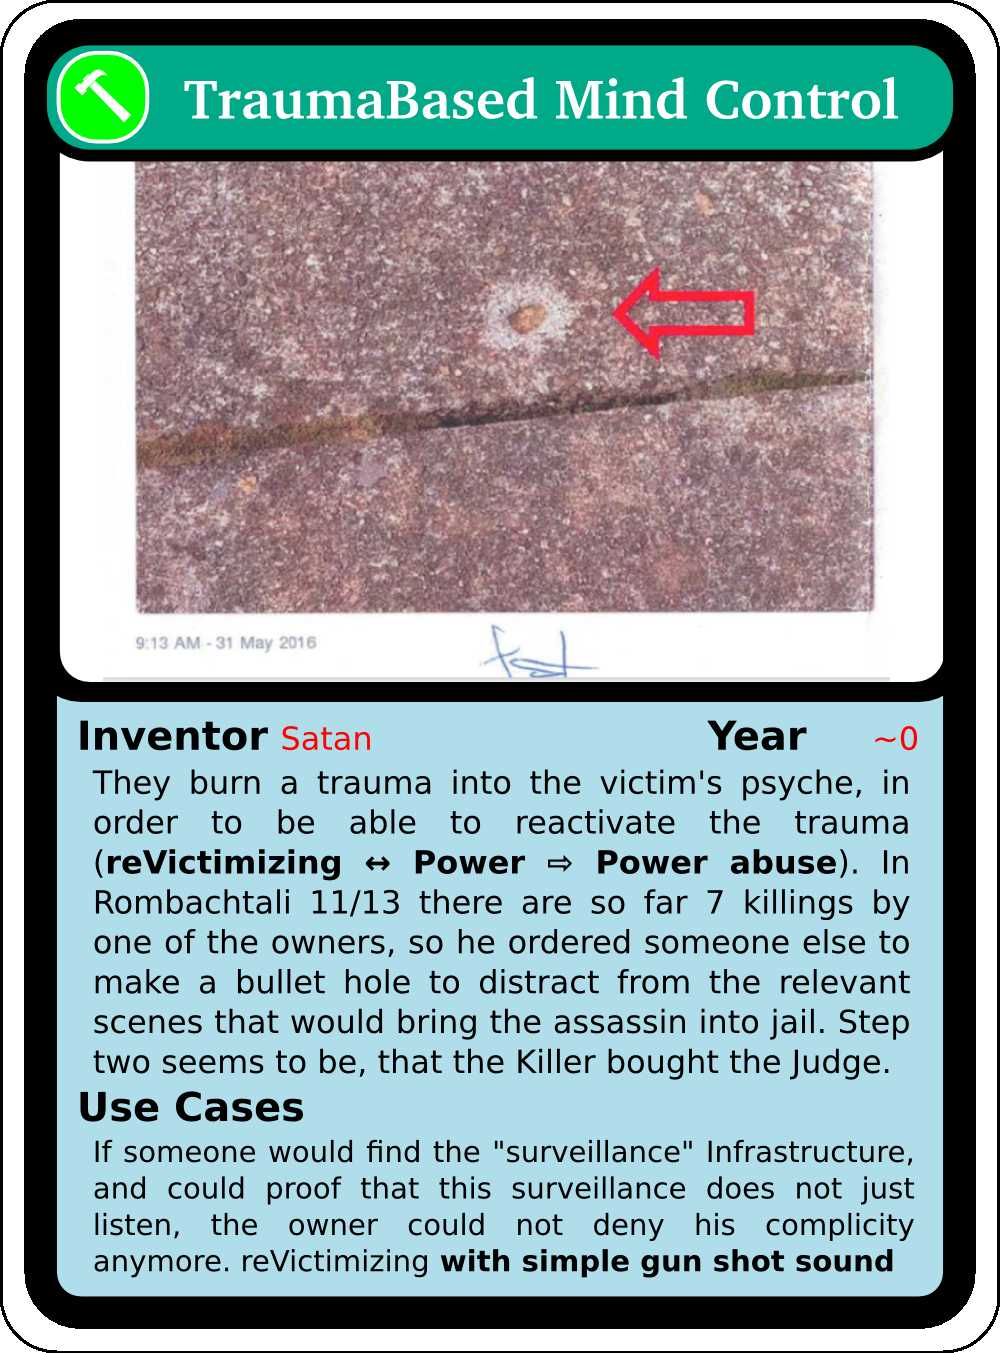 TraumaBased Mind Control
9:13 AM - 31 May 2016
Inventor Satan Year ~0
They burn a trauma into the victim's psyche, in
order to be able to reactivate the trauma
(reVictimizing ↔ Power ⇨ Power abuse). In
Rombachtali 11/13 there are so far 7 killings by
one of the owners, so he ordered someone else to
make a bullet hole to distract from the relevant
scenes that would bring the assassin into jail. Step
two seems to be, that the Killer bought the Judge.
Use Cases
If someone would find the "surveillance" Infrastructure,
and could proof that this surveillance does not just
listen, the owner could not deny his complicity
anymore. reVictimizing with simple gun shot sound